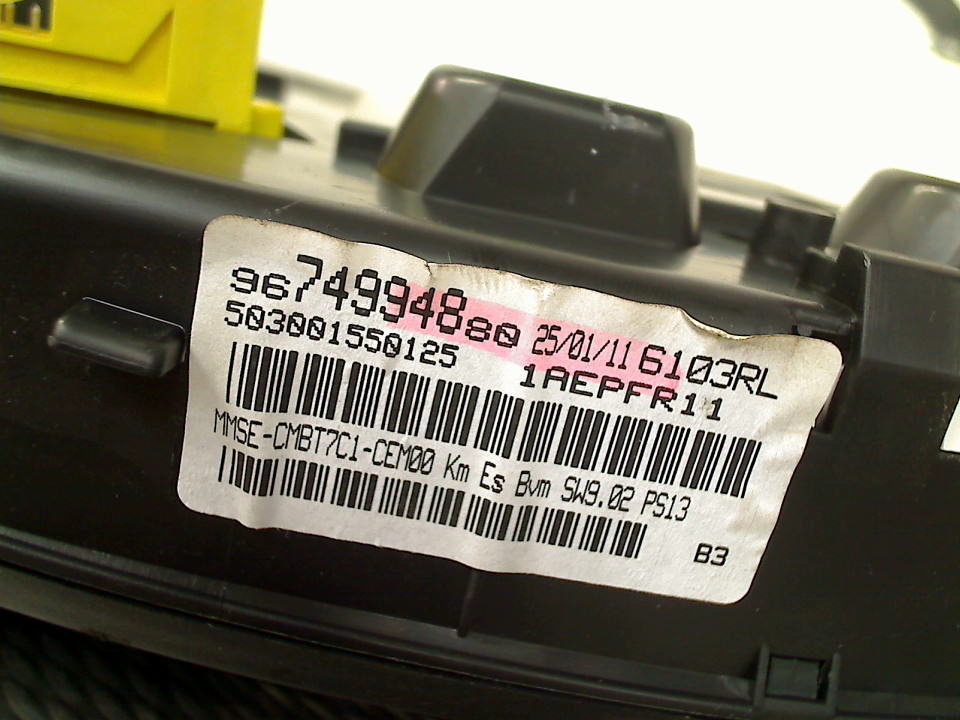 9674994880 25/01/11 6103RL
503001550125 1AEPFR11
MMSE-CMBT7C1-CEM00 Km Es Bvm SW9.02 PS13
B3